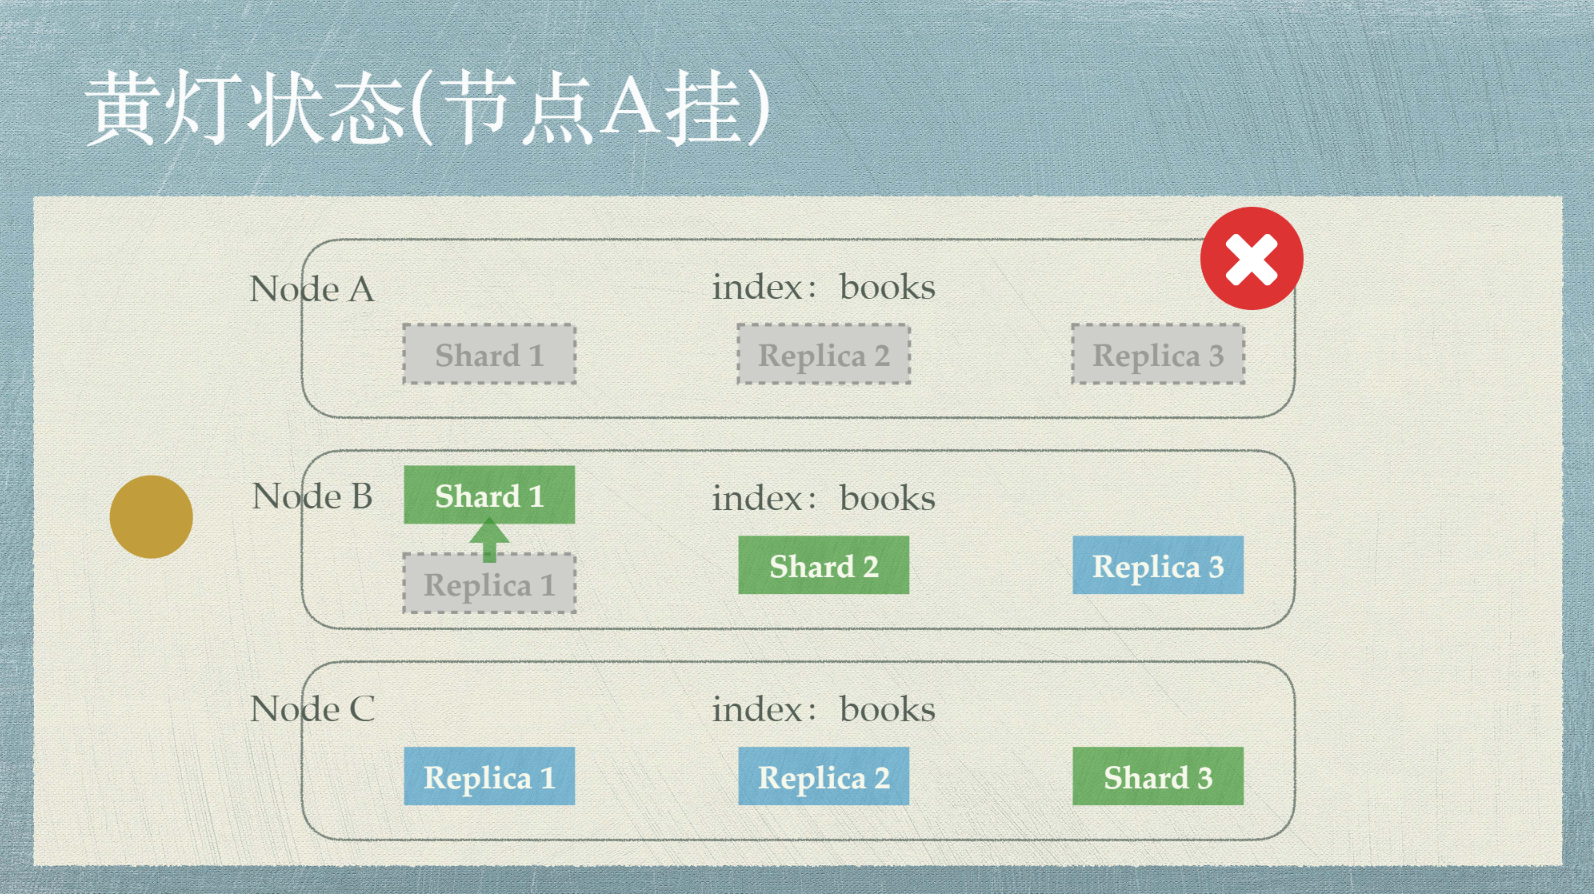 黄灯状态(节点A挂)
Node A
index： books
Shard 1
Replica 2
Replica 3
Node B
Shard 1
index： books
Replica 1
Shard 2
Replica 3
Node C
index： books
Replica 1
Replica 2
Shard 3